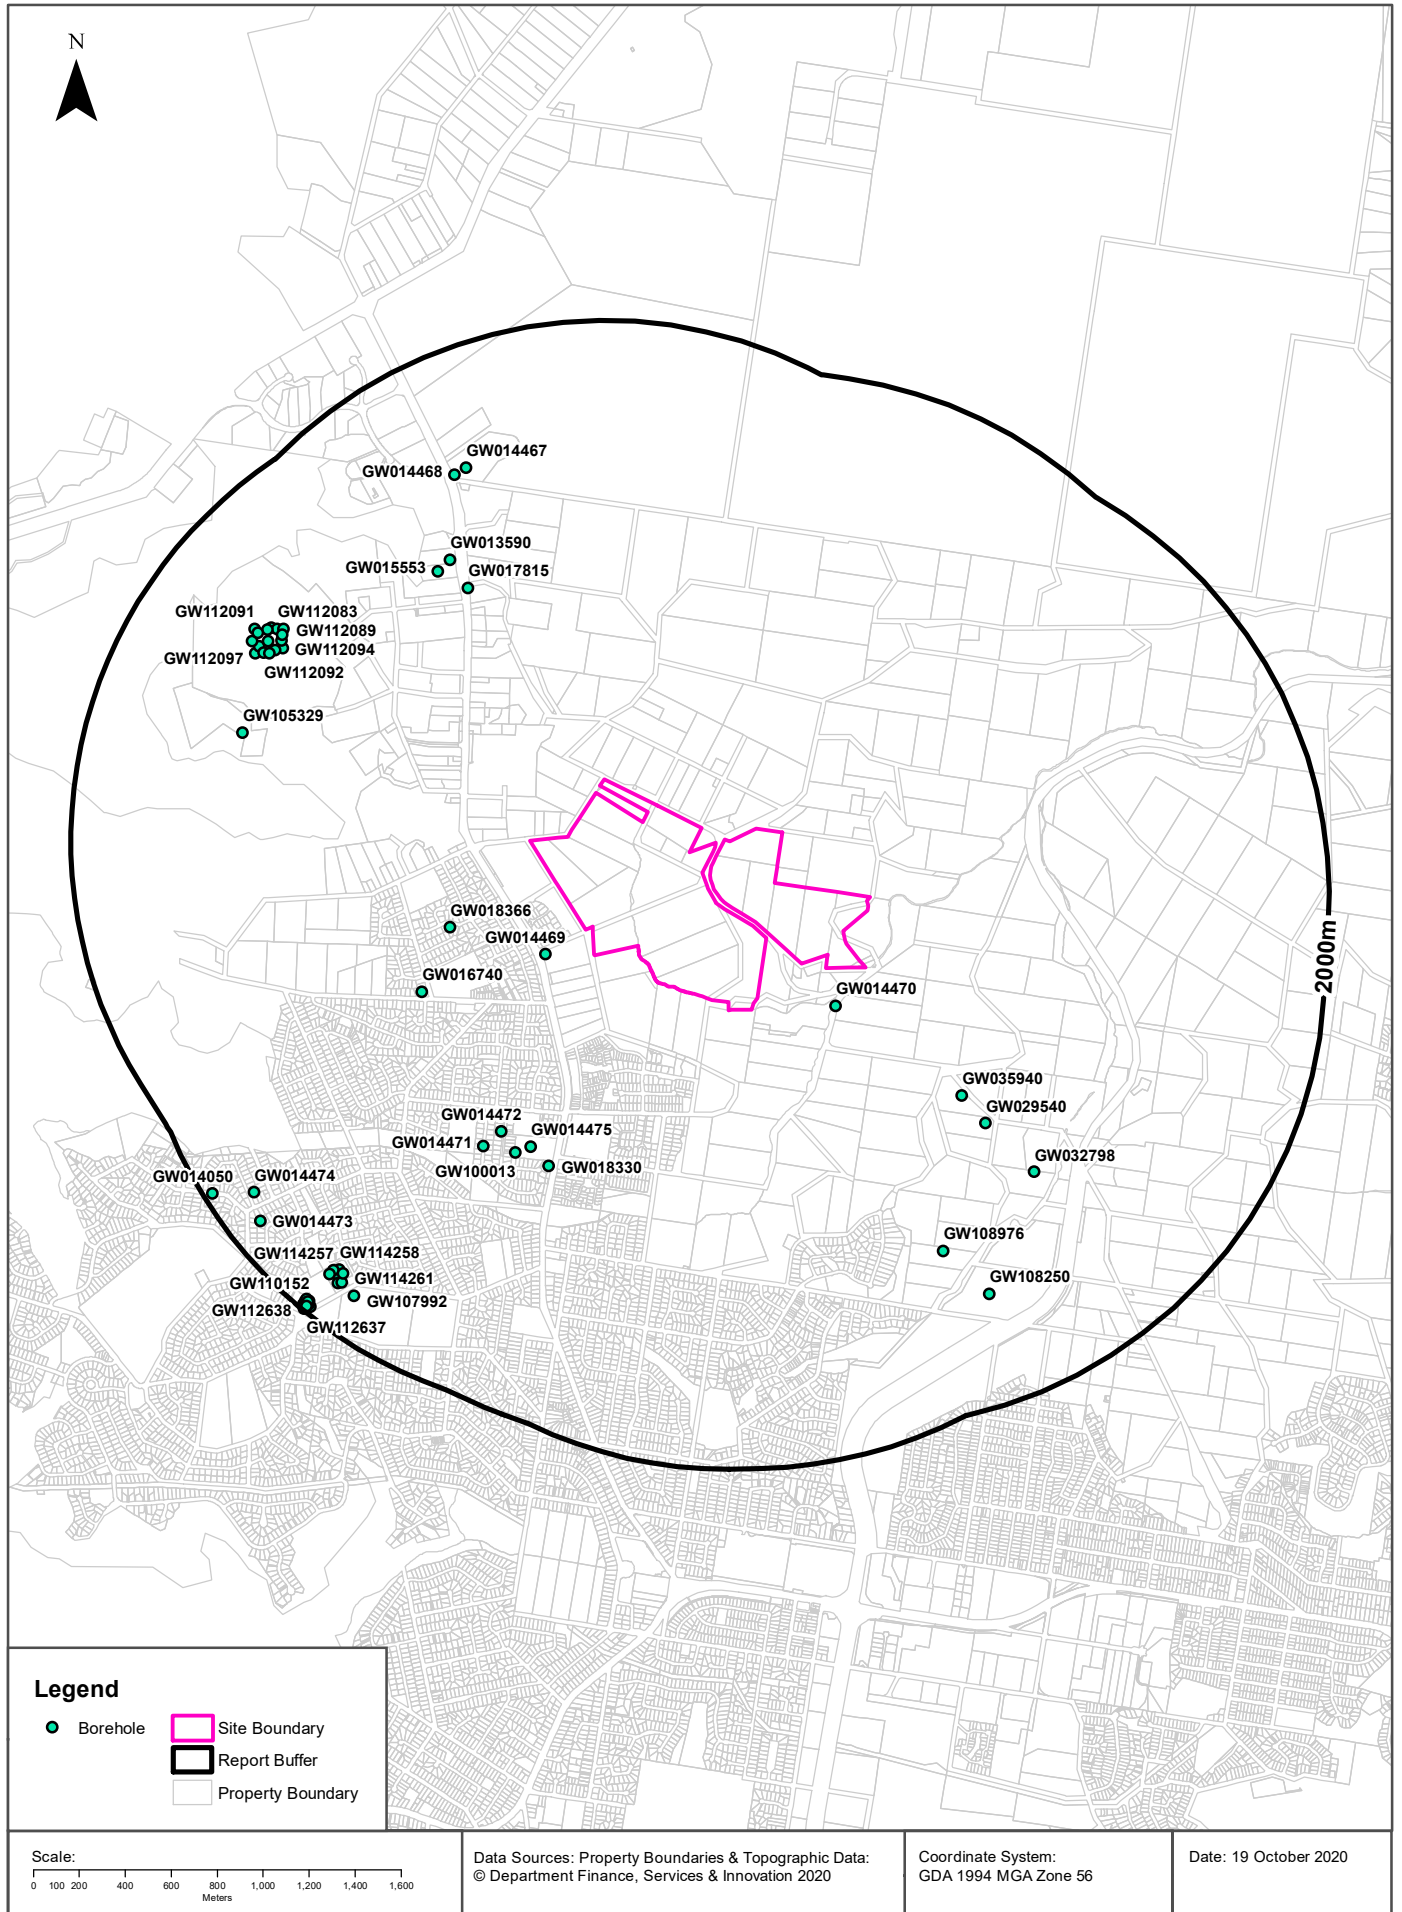 N
GW014467
GW014468
GW013590
GW015553
GW017815
GW112091
GW112083
GW112089
GW112094
GW112097
GW112092
GW105329
GW018366
GW014469
GW016740
GW014470
2000m
GW035940
GW029540
GW014472
GW014475
GW014471
GW100013
GW018330
GW032798
GW014050
GW014474
GW014473
GW108976
GW114257
GW114258
GW114261
GW110152
GW108250
GW107992
GW112638
GW112637
Legend
Borehole
Site Boundary
Report Buffer
Property Boundary
Scale:
0 100 200 400 600 800 1,000 1,200 1,400 1,600
Meters
Data Sources: Property Boundaries & Topographic Data:
© Department Finance, Services & Innovation 2020
Coordinate System:
GDA 1994 MGA Zone 56
Date: 19 October 2020